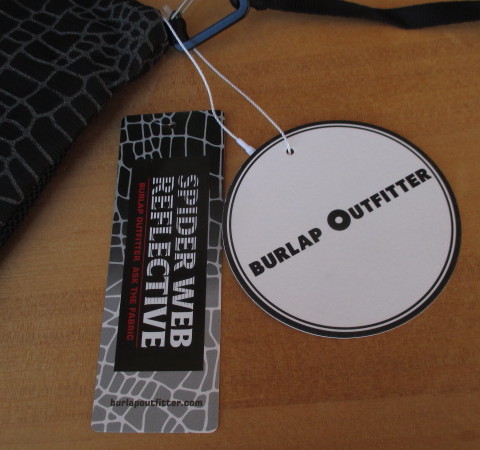 SPIDER WEB
REFLECTIVE
BURLAP OUTFITTER ASK THE FABRIC
burlapoutfitter.com
BURLAP OUTFITTER